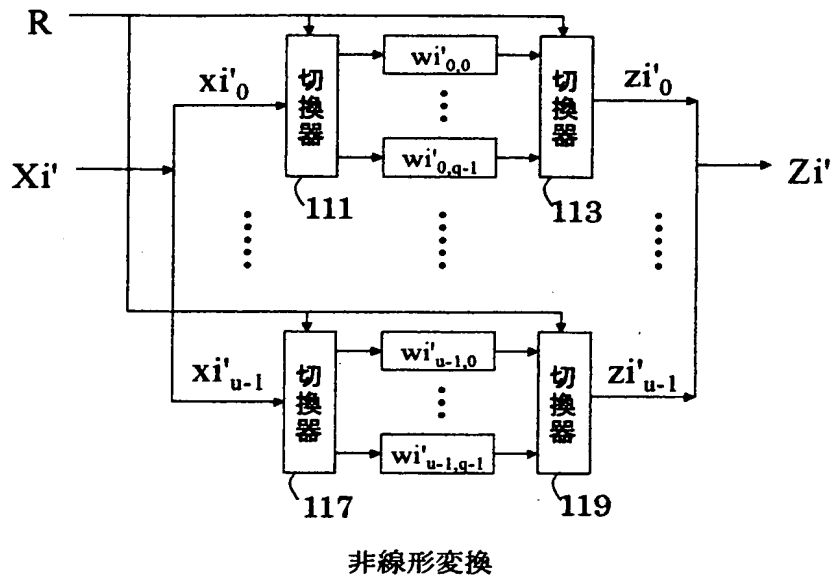 R
Xi'
xi'₀
切換器
111
wi'₀,₀
wi'₀,q-1
切換器
113
zi'₀
Zi'
xi'u-1
切換器
117
wi'u-1,0
wi'u-1,q-1
切換器
119
zi'u-1
非線形変換